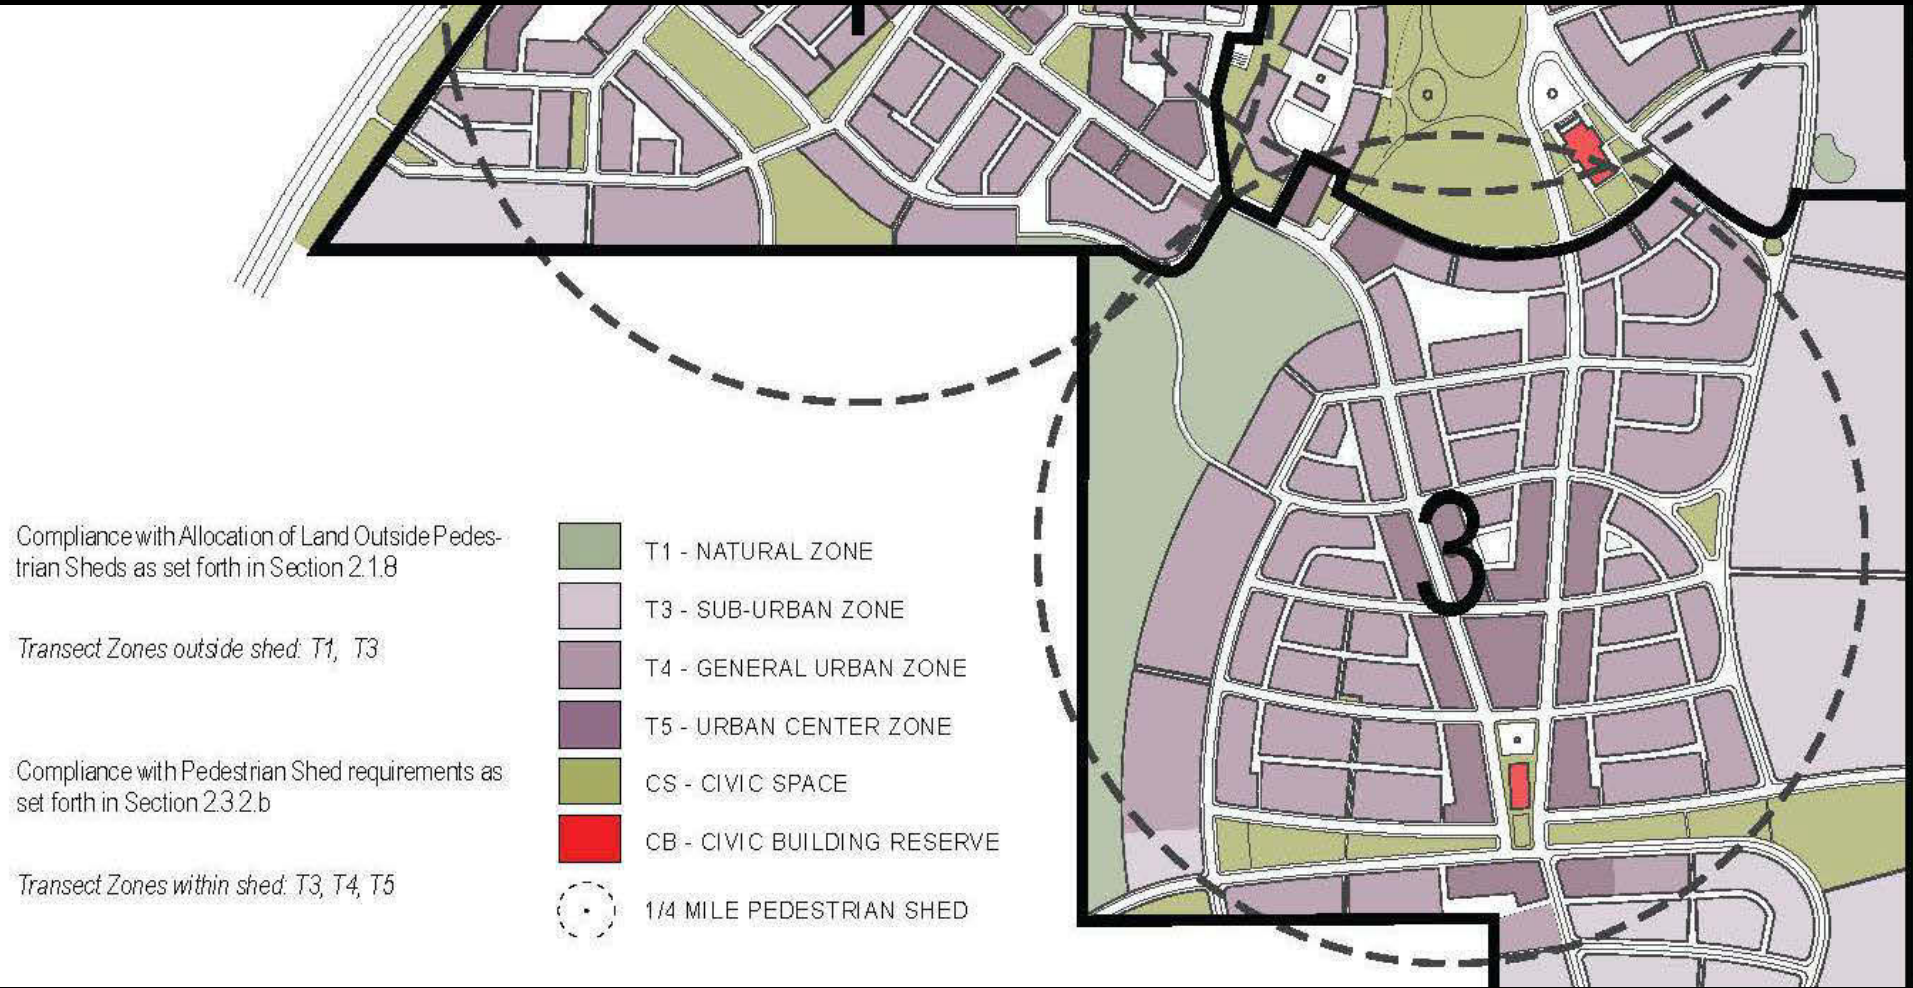 Compliance with Allocation of Land Outside Pedes-
trian Sheds as set forth in Section 2.1.8
Transect Zones outside shed: T1, T3
Compliance with Pedestrian Shed requirements as
set forth in Section 2.3.2.b
Transect Zones within shed: T3, T4, T5
T1 - NATURAL ZONE
T3 - SUB-URBAN ZONE
T4 - GENERAL URBAN ZONE
T5 - URBAN CENTER ZONE
CS - CIVIC SPACE
CB - CIVIC BUILDING RESERVE
1/4 MILE PEDESTRIAN SHED
3